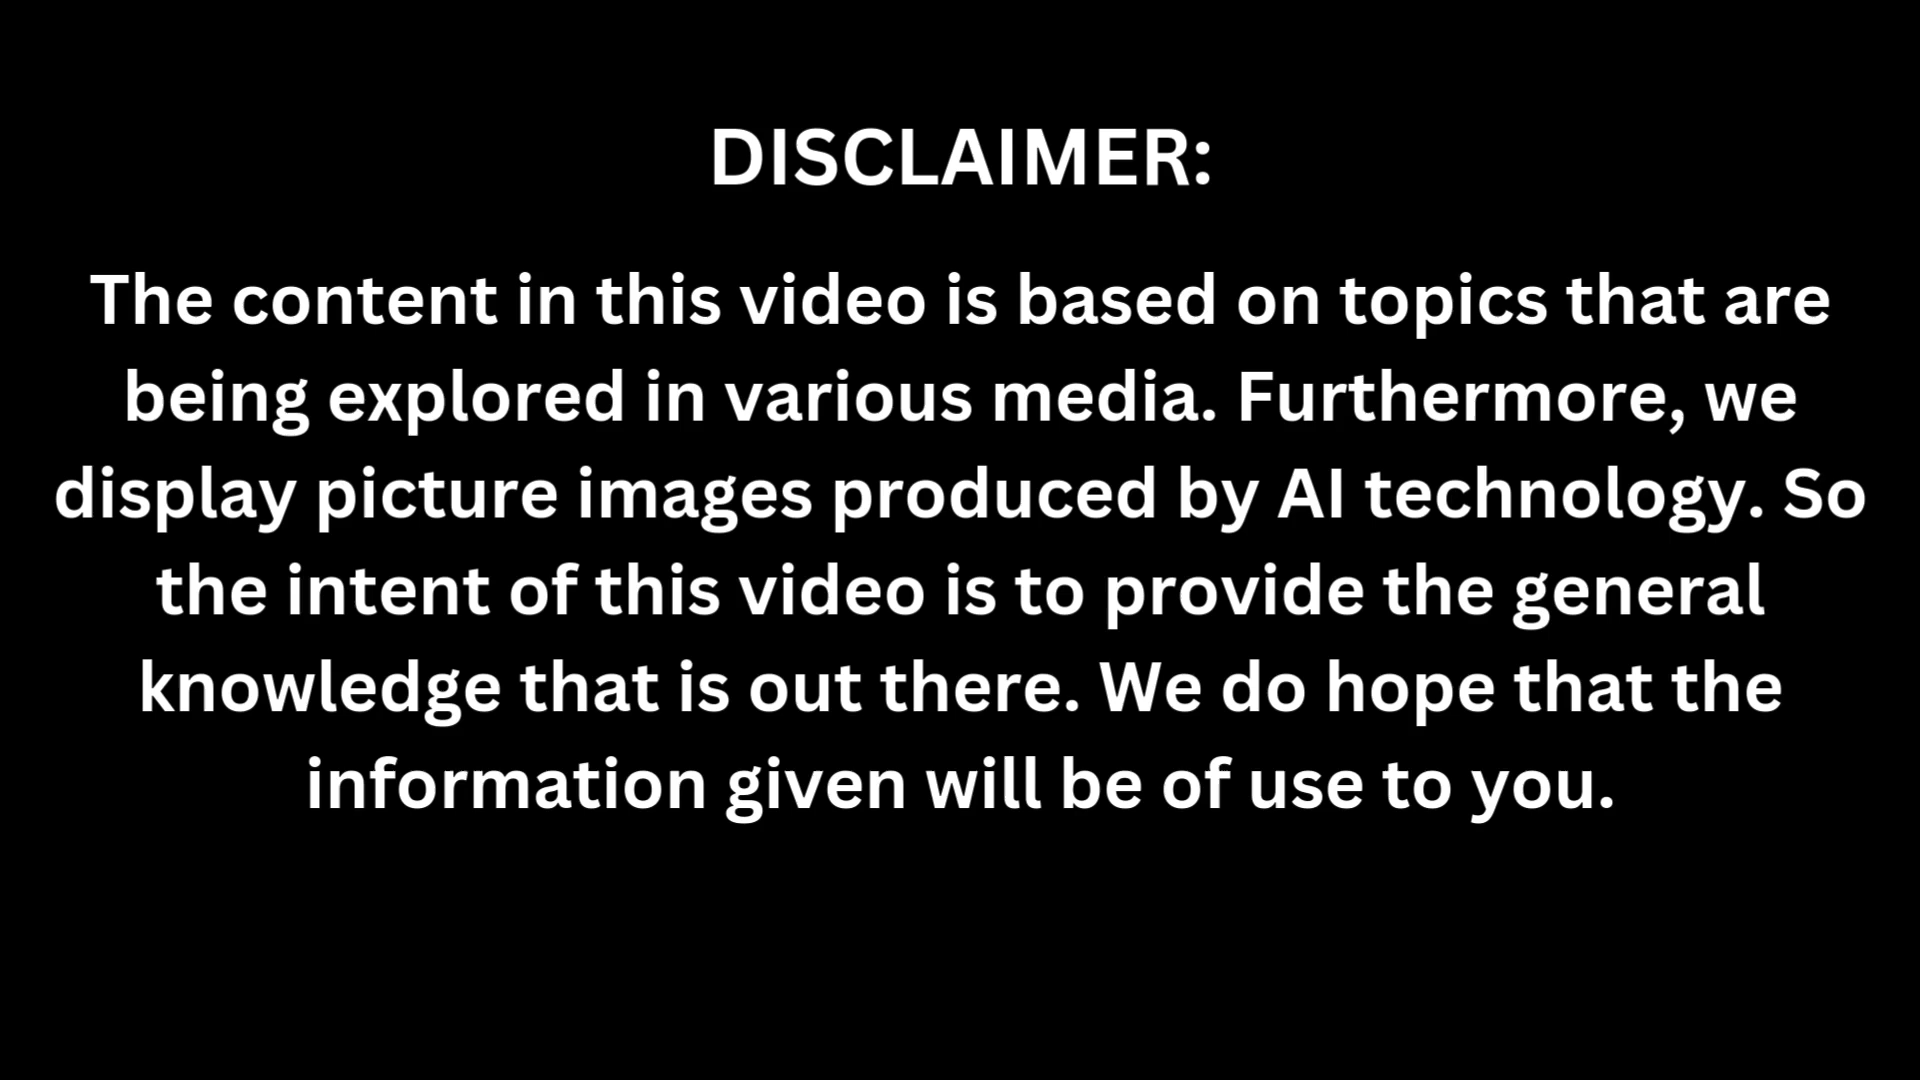 DISCLAIMER:
The content in this video is based on topics that are
being explored in various media. Furthermore, we
display picture images produced by AI technology. So
the intent of this video is to provide the general
knowledge that is out there. We do hope that the
information given will be of use to you.